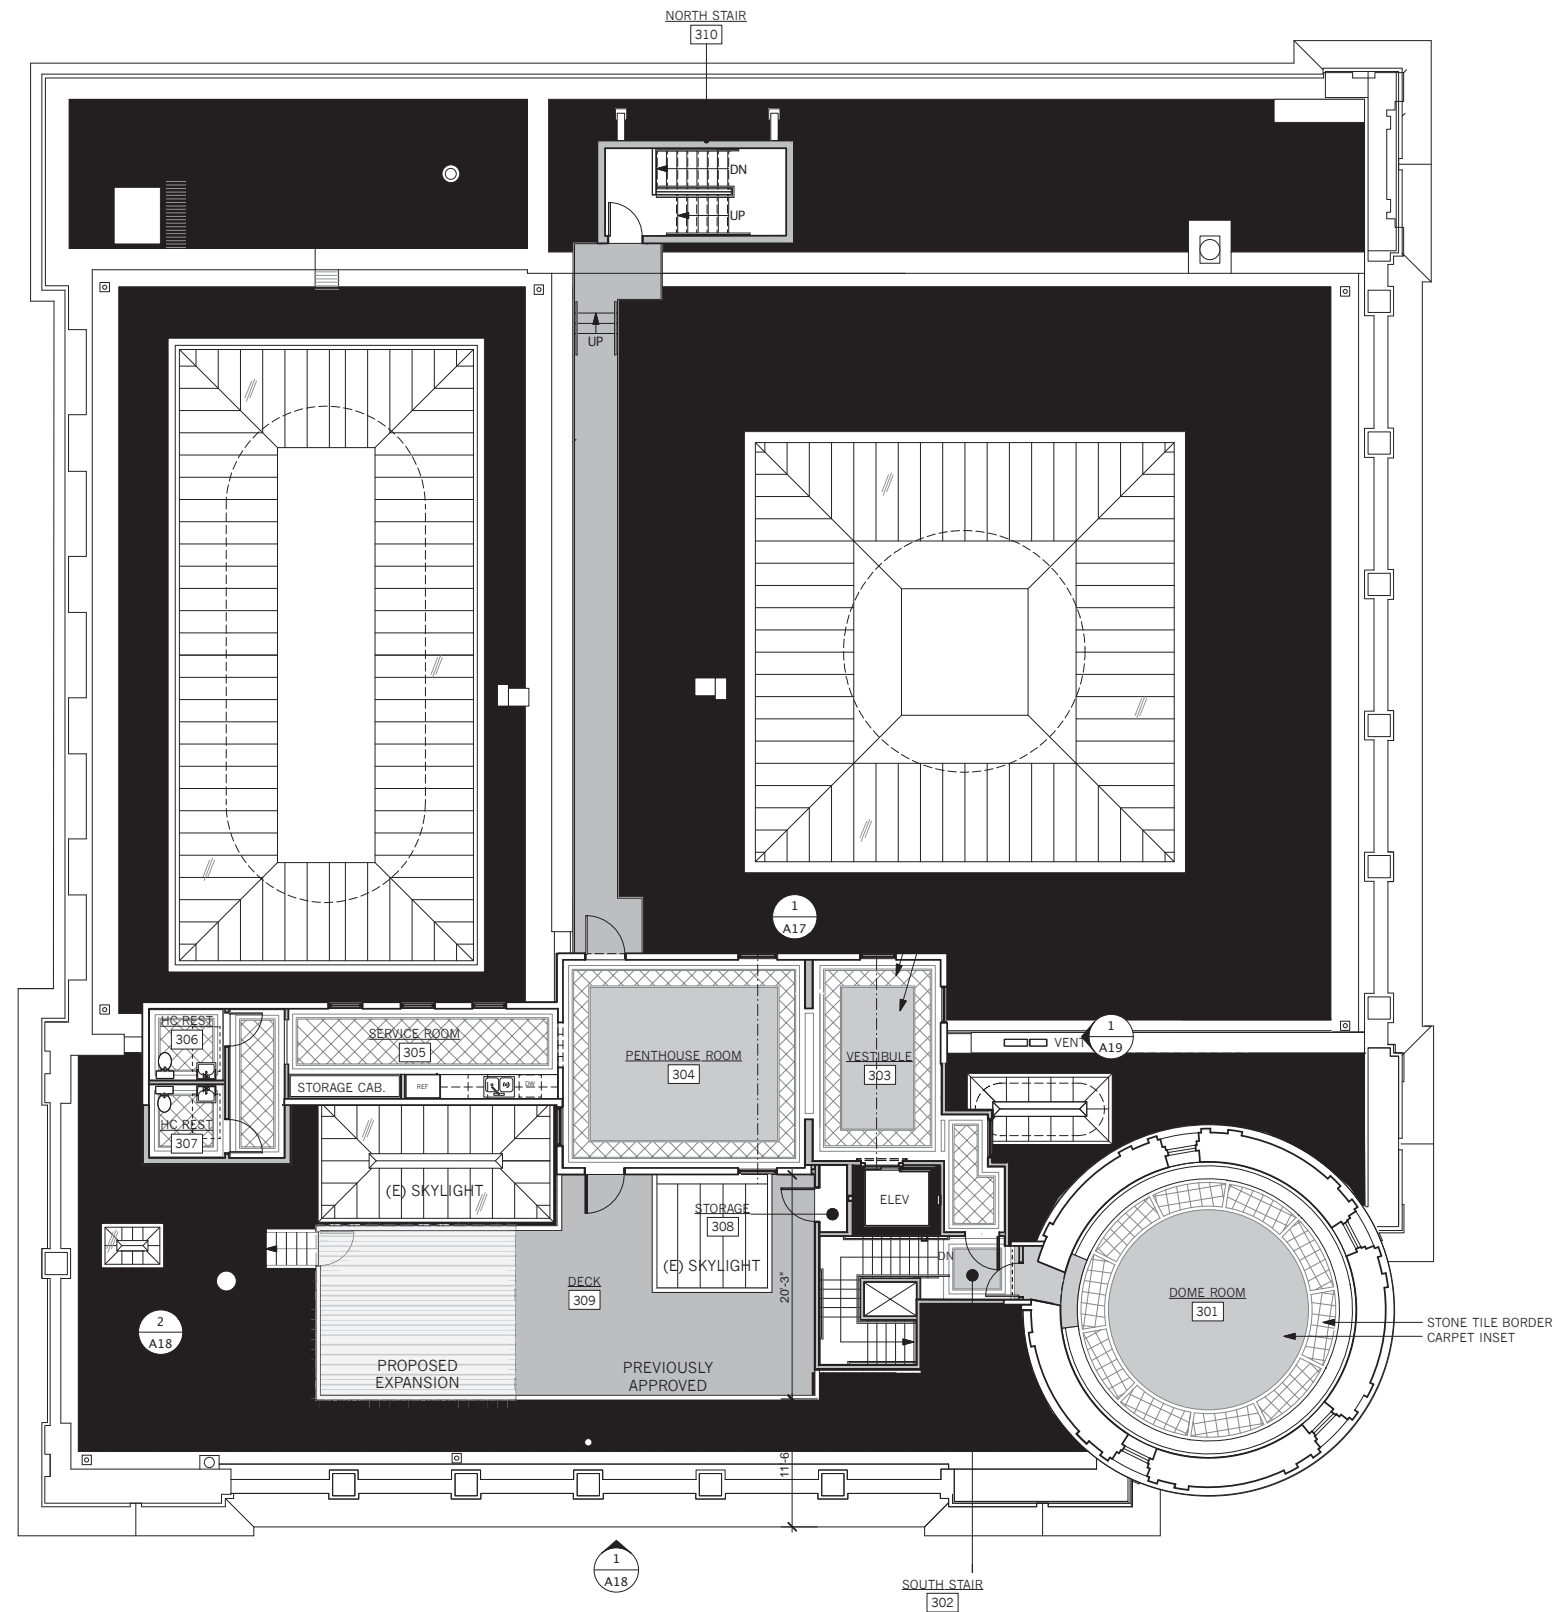 NORTH STAIR
310
DN
UP
UP
1
A17
HC REST.
306
SERVICE ROOM
305
PENTHOUSE ROOM
304
VESTIBULE
303
VENT
1
A19
STORAGE CAB.
REF
DW
HC REST.
307
(E) SKYLIGHT
STORAGE
308
ELEV
(E) SKYLIGHT
DN
DECK
309
20'-3"
DOME ROOM
301
STONE TILE BORDER
CARPET INSET
2
A18
PROPOSED
EXPANSION
PREVIOUSLY
APPROVED
11'-6
1
A18
SOUTH STAIR
302